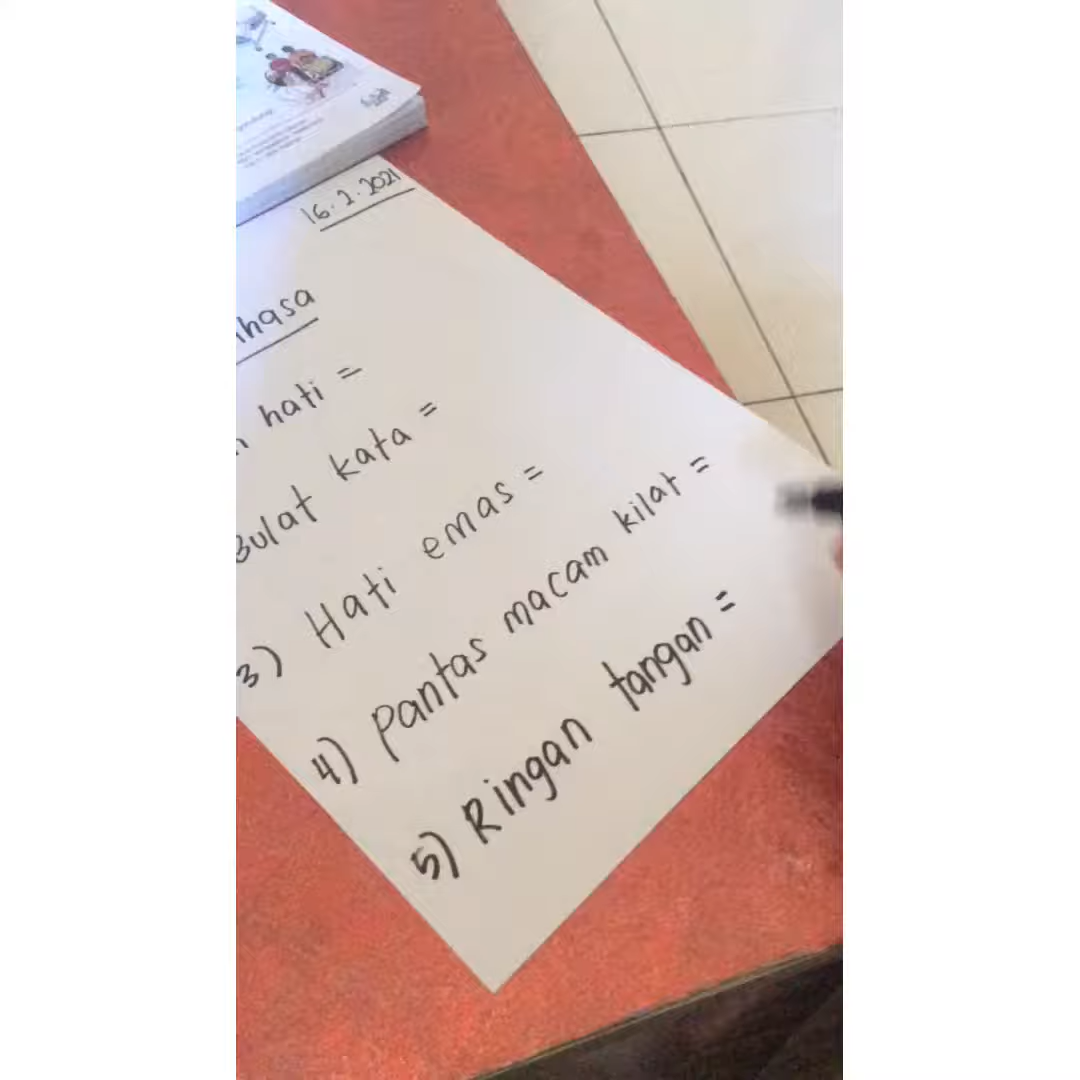 16.2.2021
hasa
hati =
Bulat kata =
3) Hati emas =
4) Pantas macam kilat =
5) Ringan tangan =